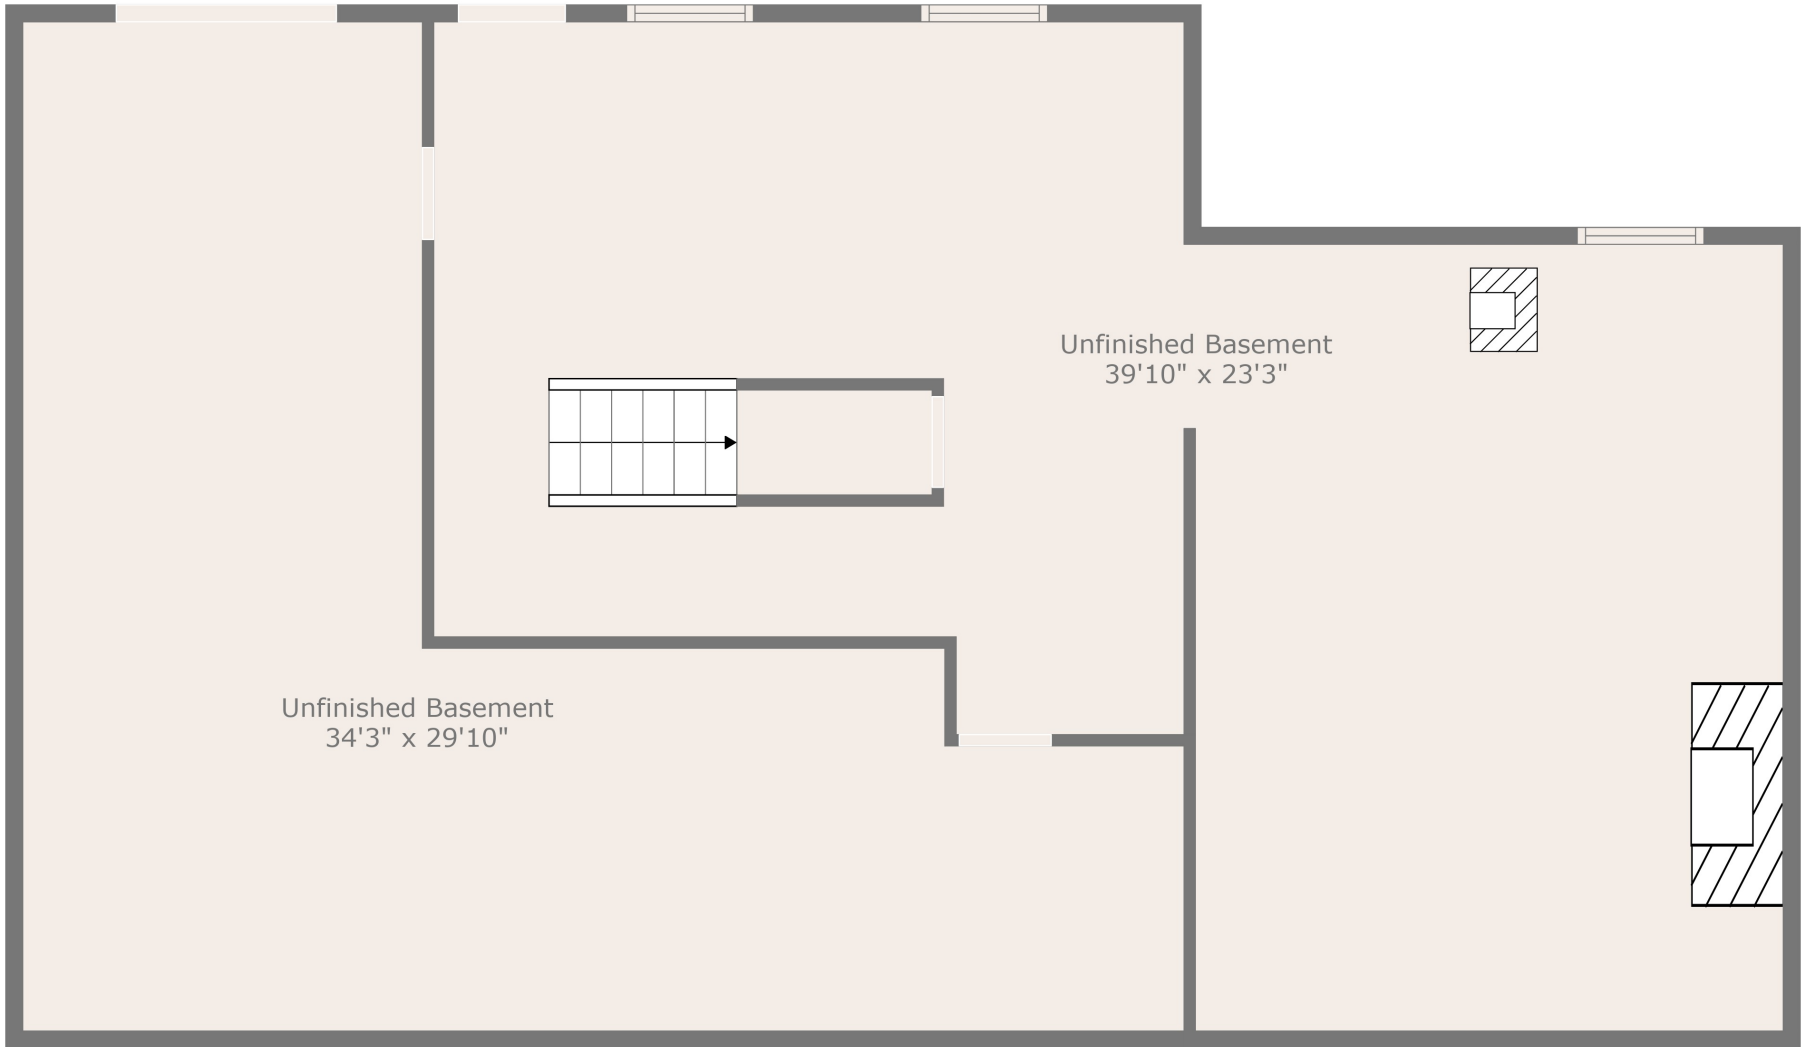 Unfinished Basement
39'10" x 23'3"
Unfinished Basement
34'3" x 29'10"